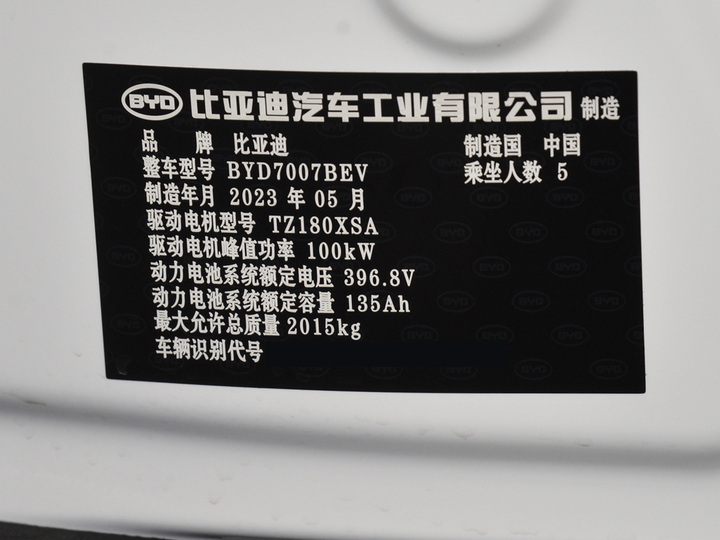 BYD 比亚迪汽车工业有限公司 制造
品 牌 比亚迪 制造国 中国
整车型号 BYD7007BEV 乘坐人数 5
制造年月 2023 年 05 月
驱动电机型号 TZ180XSA
驱动电机峰值功率 100kW
动力电池系统额定电压 396.8V
动力电池系统额定容量 135Ah
最大允许总质量 2015kg
车辆识别代号